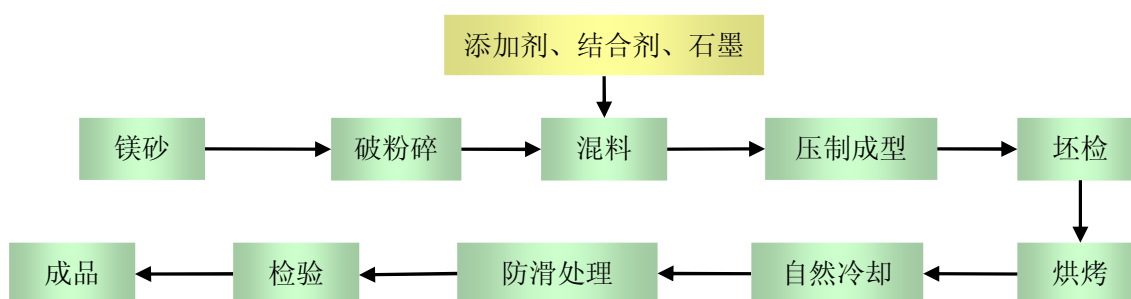 添加剂、结合剂、石墨
镁砂
破粉碎
混料
压制成型
坯检
成品
检验
防滑处理
自然冷却
烘烤